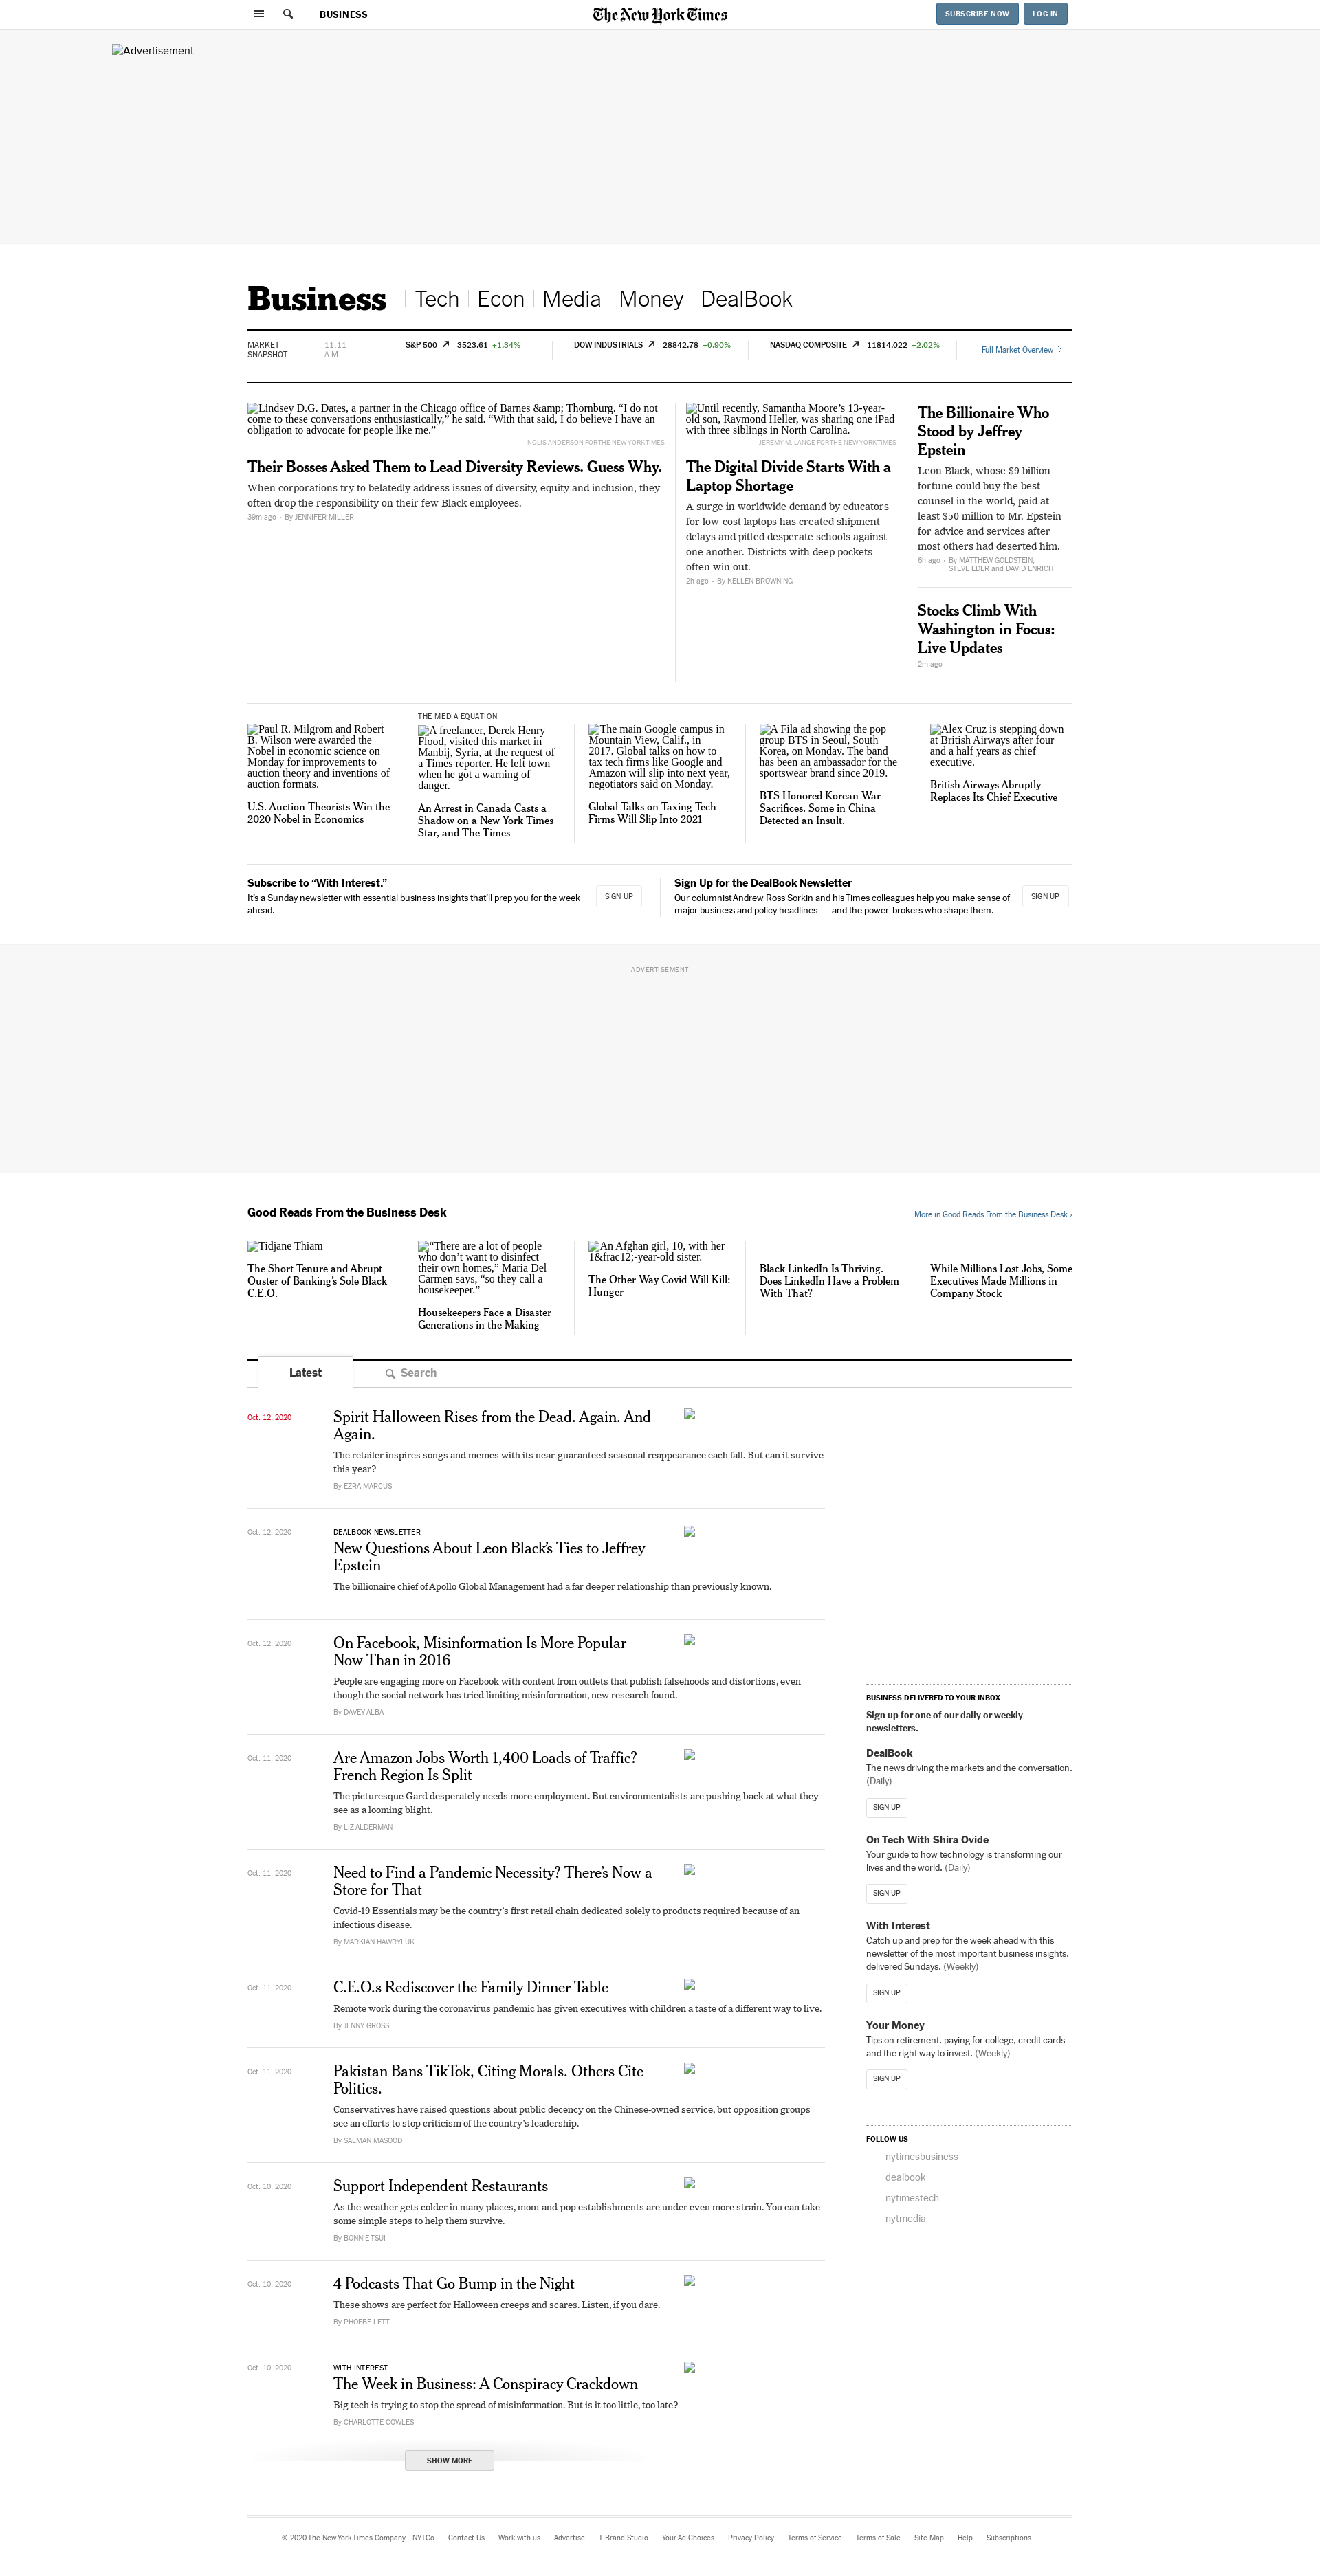 BUSINESS
The New York Times
SUBSCRIBE NOW
LOG IN
Advertisement
Business
Tech
Econ
Media
Money
DealBook
MARKET
SNAPSHOT
11:11
A.M.
S&P 500 3523.61 +1.34%
DOW INDUSTRIALS 28842.78 +0.90%
NASDAQ COMPOSITE 11814.022 +2.02%
Full Market Overview
Lindsey D.G. Dates, a partner in the Chicago office of Barnes &amp; Thornburg. “I do not
come to these conversations enthusiastically,” he said. “With that said, I do believe I have an
obligation to advocate for people like me.”
NOLIS ANDERSON FOR THE NEW YORK TIMES
Their Bosses Asked Them to Lead Diversity Reviews. Guess Why.
When corporations try to belatedly address issues of diversity, equity and inclusion, they
often drop the responsibility on their few Black employees.
39m ago • By JENNIFER MILLER
Until recently, Samantha Moore’s 13-year-
old son, Raymond Heller, was sharing one iPad
with three siblings in North Carolina.
JEREMY M. LANGE FOR THE NEW YORK TIMES
The Digital Divide Starts With a
Laptop Shortage
A surge in worldwide demand by educators
for low-cost laptops has created shipment
delays and pitted desperate schools against
one another. Districts with deep pockets
often win out.
2h ago • By KELLEN BROWNING
The Billionaire Who
Stood by Jeffrey
Epstein
Leon Black, whose $9 billion
fortune could buy the best
counsel in the world, paid at
least $50 million to Mr. Epstein
for advice and services after
most others had deserted him.
6h ago • By MATTHEW GOLDSTEIN,
STEVE EDER and DAVID ENRICH
Stocks Climb With
Washington in Focus:
Live Updates
2m ago
Paul R. Milgrom and Robert
B. Wilson were awarded the
Nobel in economic science on
Monday for improvements to
auction theory and inventions of
auction formats.
U.S. Auction Theorists Win the
2020 Nobel in Economics
THE MEDIA EQUATION
A freelancer, Derek Henry
Flood, visited this market in
Manbij, Syria, at the request of
a Times reporter. He left town
when he got a warning of
danger.
An Arrest in Canada Casts a
Shadow on a New York Times
Star, and The Times
The main Google campus in
Mountain View, Calif., in
2017. Global talks on how to
tax tech firms like Google and
Amazon will slip into next year,
negotiators said on Monday.
Global Talks on Taxing Tech
Firms Will Slip Into 2021
A Fila ad showing the pop
group BTS in Seoul, South
Korea, on Monday. The band
has been an ambassador for the
sportswear brand since 2019.
BTS Honored Korean War
Sacrifices. Some in China
Detected an Insult.
Alex Cruz is stepping down
at British Airways after four
and a half years as chief
executive.
British Airways Abruptly
Replaces Its Chief Executive
Subscribe to “With Interest.”
It’s a Sunday newsletter with essential business insights that’ll prep you for the week
ahead.
SIGN UP
Sign Up for the DealBook Newsletter
Our columnist Andrew Ross Sorkin and his Times colleagues help you make sense of
major business and policy headlines — and the power-brokers who shape them.
SIGN UP
ADVERTISEMENT
Good Reads From the Business Desk
More in Good Reads From the Business Desk ›
Tidjane Thiam
The Short Tenure and Abrupt
Ouster of Banking’s Sole Black
C.E.O.
“There are a lot of people
who don’t want to disinfect
their own homes,” Maria Del
Carmen says, “so they call a
housekeeper.”
Housekeepers Face a Disaster
Generations in the Making
An Afghan girl, 10, with her
1&frac12;-year-old sister.
The Other Way Covid Will Kill:
Hunger
Black LinkedIn Is Thriving.
Does LinkedIn Have a Problem
With That?
While Millions Lost Jobs, Some
Executives Made Millions in
Company Stock
Latest
Search
Oct. 12, 2020
Spirit Halloween Rises from the Dead. Again. And
Again.
The retailer inspires songs and memes with its near-guaranteed seasonal reappearance each fall. But can it survive
this year?
By EZRA MARCUS
Oct. 12, 2020
DEALBOOK NEWSLETTER
New Questions About Leon Black’s Ties to Jeffrey
Epstein
The billionaire chief of Apollo Global Management had a far deeper relationship than previously known.
Oct. 12, 2020
On Facebook, Misinformation Is More Popular
Now Than in 2016
People are engaging more on Facebook with content from outlets that publish falsehoods and distortions, even
though the social network has tried limiting misinformation, new research found.
By DAVEY ALBA
Oct. 11, 2020
Are Amazon Jobs Worth 1,400 Loads of Traffic?
French Region Is Split
The picturesque Gard desperately needs more employment. But environmentalists are pushing back at what they
see as a looming blight.
By LIZ ALDERMAN
Oct. 11, 2020
Need to Find a Pandemic Necessity? There’s Now a
Store for That
Covid-19 Essentials may be the country’s first retail chain dedicated solely to products required because of an
infectious disease.
By MARKIAN HAWRYLUK
Oct. 11, 2020
C.E.O.s Rediscover the Family Dinner Table
Remote work during the coronavirus pandemic has given executives with children a taste of a different way to live.
By JENNY GROSS
Oct. 11, 2020
Pakistan Bans TikTok, Citing Morals. Others Cite
Politics.
Conservatives have raised questions about public decency on the Chinese-owned service, but opposition groups
see an efforts to stop criticism of the country’s leadership.
By SALMAN MASOOD
Oct. 10, 2020
Support Independent Restaurants
As the weather gets colder in many places, mom-and-pop establishments are under even more strain. You can take
some simple steps to help them survive.
By BONNIE TSUI
Oct. 10, 2020
4 Podcasts That Go Bump in the Night
These shows are perfect for Halloween creeps and scares. Listen, if you dare.
By PHOEBE LETT
Oct. 10, 2020
WITH INTEREST
The Week in Business: A Conspiracy Crackdown
Big tech is trying to stop the spread of misinformation. But is it too little, too late?
By CHARLOTTE COWLES
SHOW MORE
BUSINESS DELIVERED TO YOUR INBOX
Sign up for one of our daily or weekly
newsletters.
DealBook
The news driving the markets and the conversation.
(Daily)
SIGN UP
On Tech With Shira Ovide
Your guide to how technology is transforming our
lives and the world. (Daily)
SIGN UP
With Interest
Catch up and prep for the week ahead with this
newsletter of the most important business insights,
delivered Sundays. (Weekly)
SIGN UP
Your Money
Tips on retirement, paying for college, credit cards
and the right way to invest. (Weekly)
SIGN UP
FOLLOW US
nytimesbusiness
dealbook
nytimestech
nytmedia
© 2020 The New York Times Company NYTCo Contact Us Work with us Advertise T Brand Studio Your Ad Choices Privacy Policy Terms of Service Terms of Sale Site Map Help Subscriptions